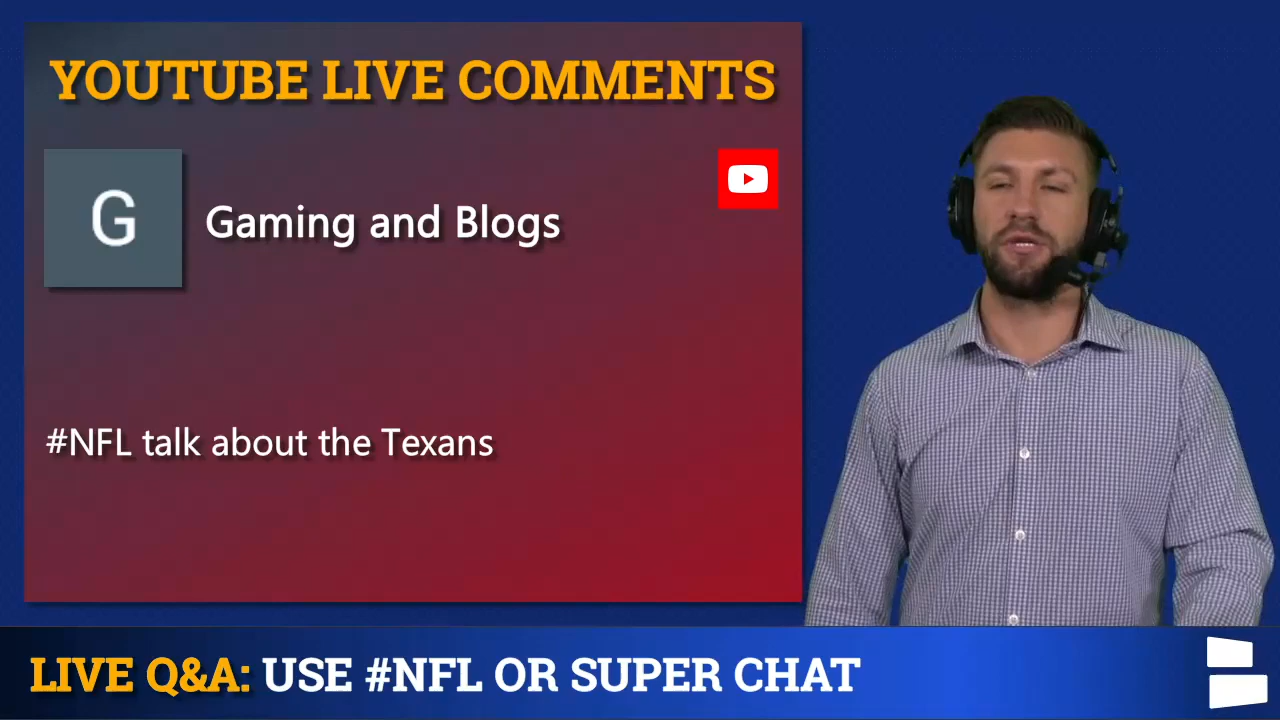 YOUTUBE LIVE COMMENTS
G
Gaming and Blogs
#NFL talk about the Texans
LIVE Q&A: USE #NFL OR SUPER CHAT